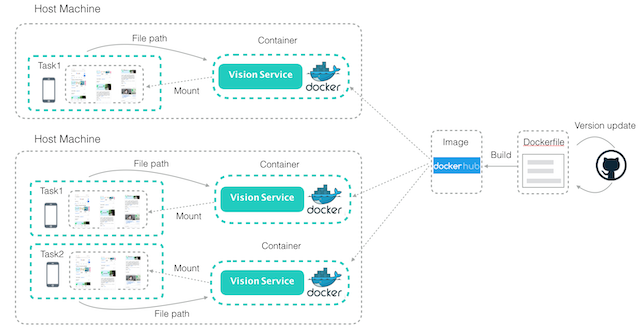 Host Machine
File path
Container
Task1
Vision Service
docker
Mount
Host Machine
File path
Container
Task1
Vision Service
docker
Mount
Container
Task2
Mount
Vision Service
docker
File path
Image
docker hub
Build
Dockerfile
Version update